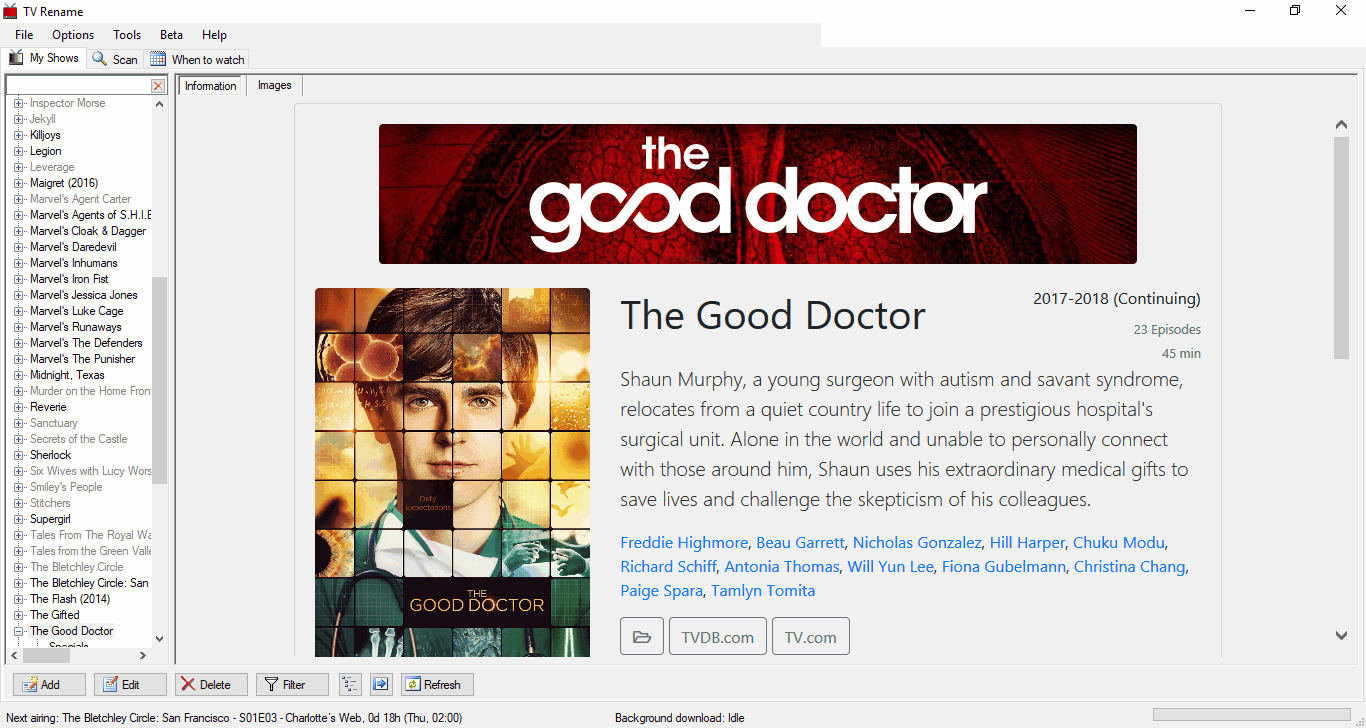 TV Rename
File Options Tools Beta Help
My Shows Scan When to watch
Information Images
Inspector Morse
Jekyll
Killjoys
Legion
Leverage
Maigret (2016)
Marvel's Agent Carter
Marvel's Agents of S.H.I.E
Marvel's Cloak & Dagger
Marvel's Daredevil
Marvel's Inhumans
Marvel's Iron Fist
Marvel's Jessica Jones
Marvel's Luke Cage
Marvel's Runaways
Marvel's The Defenders
Marvel's The Punisher
Midnight, Texas
Murder on the Home Front
Reverie
Sanctuary
Secrets of the Castle
Sherlock
Six Wives with Lucy Wors
Smiley's People
Stitchers
Supergirl
Tales From The Royal Wa
Tales from the Green Valle
The Bletchley Circle
The Bletchley Circle: San
The Flash (2014)
The Gifted
The Good Doctor
Specials
the
good doctor
Defy
Expectations
THE
GOOD DOCTOR
The Good Doctor
2017-2018 (Continuing)
23 Episodes
45 min
Shaun Murphy, a young surgeon with autism and savant syndrome,
relocates from a quiet country life to join a prestigious hospital's
surgical unit. Alone in the world and unable to personally connect
with those around him, Shaun uses his extraordinary medical gifts to
save lives and challenge the skepticism of his colleagues.
Freddie Highmore, Beau Garrett, Nicholas Gonzalez, Hill Harper, Chuku Modu,
Richard Schiff, Antonia Thomas, Will Yun Lee, Fiona Gubelmann, Christina Chang,
Paige Spara, Tamlyn Tomita
TVDB.com TV.com
Add Edit Delete Filter Refresh
Next airing: The Bletchley Circle: San Francisco - S01E03 - Charlotte's Web, 0d 18h (Thu, 02:00) Background download: Idle